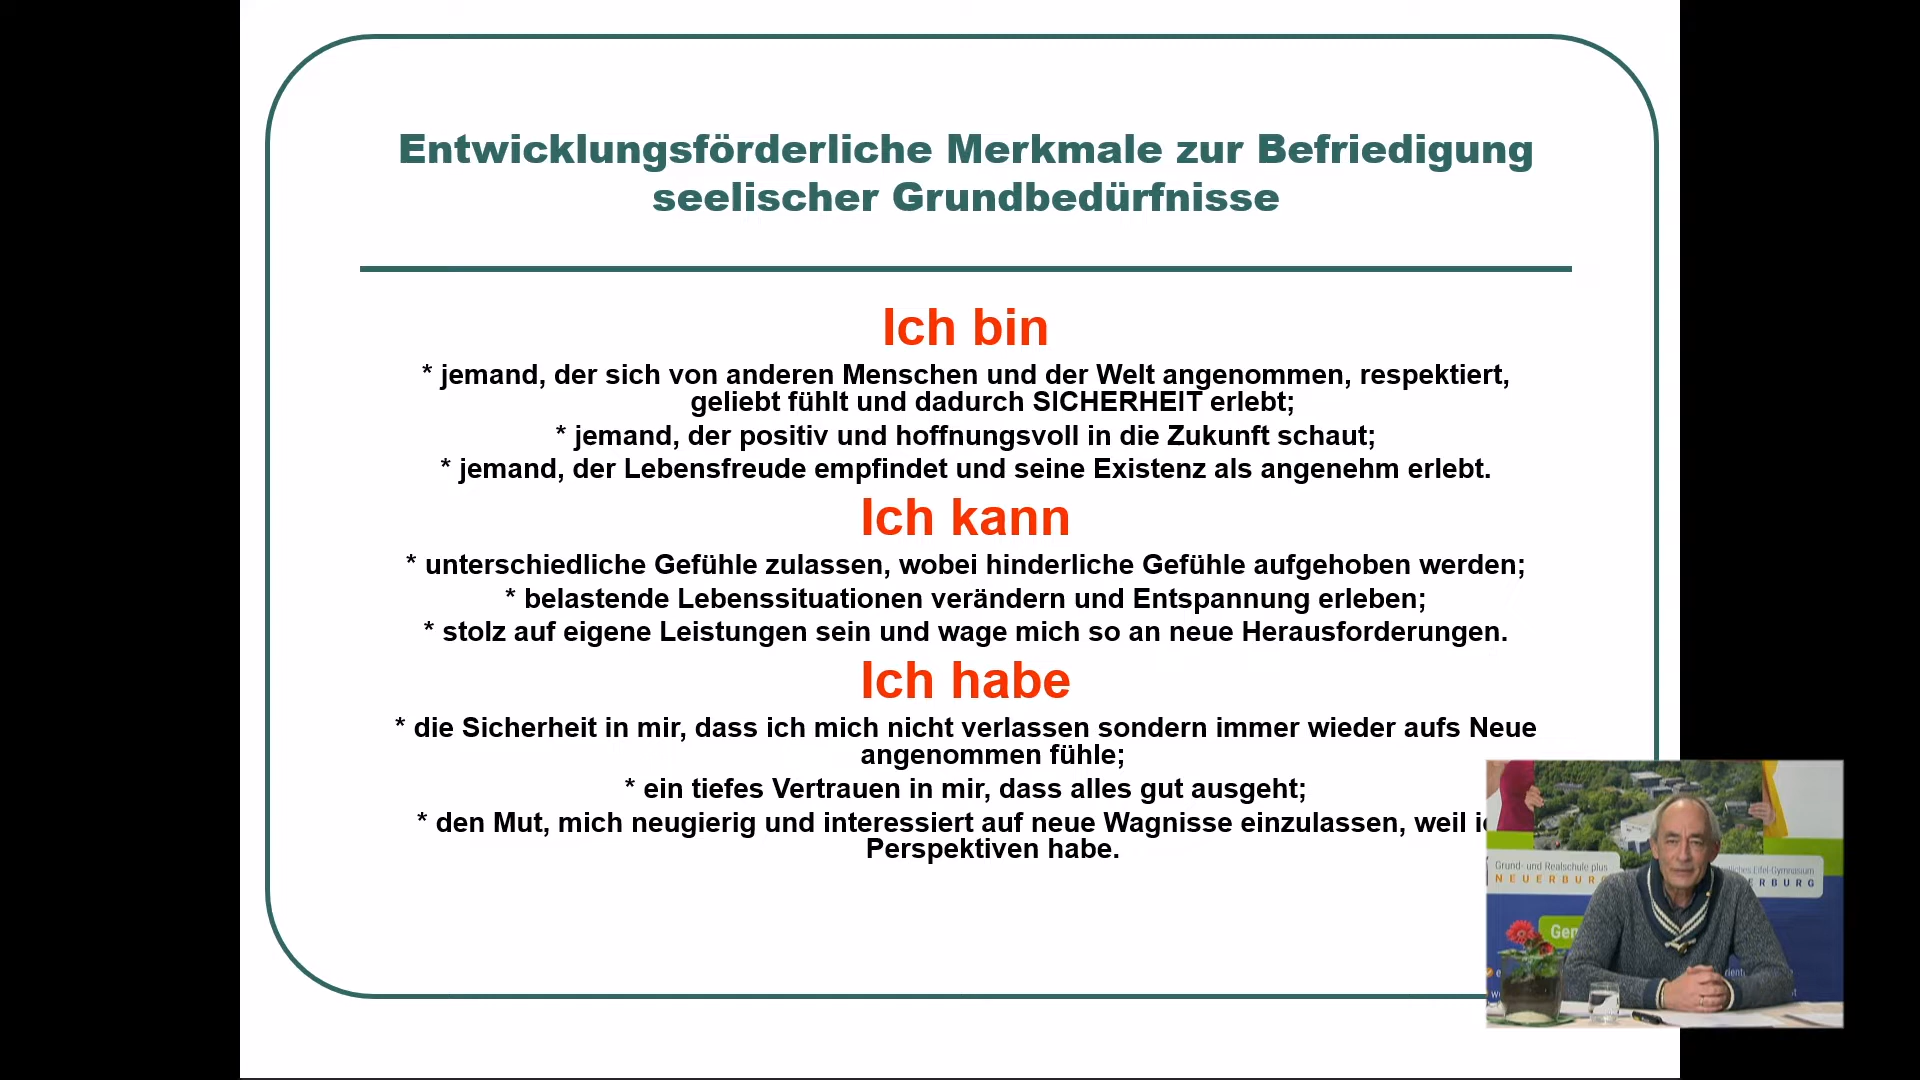 Entwicklungsförderliche Merkmale zur Befriedigung
seelischer Grundbedürfnisse
Ich bin
* jemand, der sich von anderen Menschen und der Welt angenommen, respektiert,
geliebt fühlt und dadurch SICHERHEIT erlebt;
* jemand, der positiv und hoffnungsvoll in die Zukunft schaut;
* jemand, der Lebensfreude empfindet und seine Existenz als angenehm erlebt.
Ich kann
* unterschiedliche Gefühle zulassen, wobei hinderliche Gefühle aufgehoben werden;
* belastende Lebenssituationen verändern und Entspannung erleben;
* stolz auf eigene Leistungen sein und wage mich so an neue Herausforderungen.
Ich habe
* die Sicherheit in mir, dass ich mich nicht verlassen sondern immer wieder aufs Neue
angenommen fühle;
* ein tiefes Vertrauen in mir, dass alles gut ausgeht;
* den Mut, mich neugierig und interessiert auf neue Wagnisse einzulassen, weil
Perspektiven habe.
Grund- und Realschule plus
NEUERBUR
Eifel-Gymnasium
ERBURG
Gem